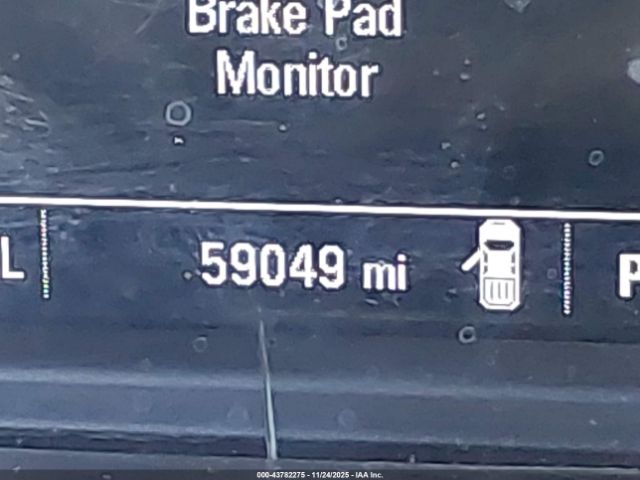 Brake Pad
Monitor
L
59049 mi
P
000-43782275 - 11/24/2025 - IAA Inc.